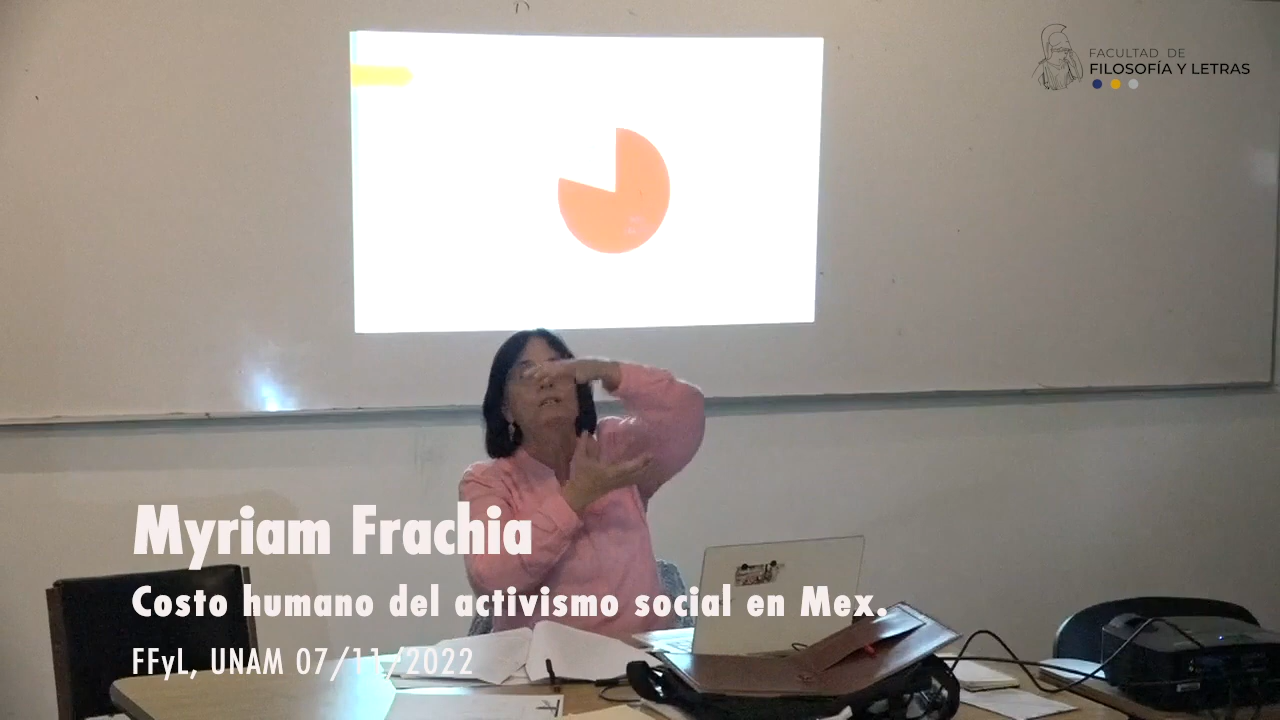 FACULTAD DE
FILOSOFÍA Y LETRAS
Myriam Frachia
Costo humano del activismo social en Mex.
FFyL, UNAM 07/11/2022